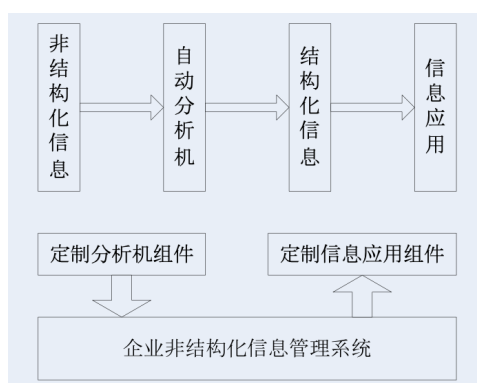 非结构化信息
自动分析机
结构化信息
信息应用
定制分析机组件
定制信息应用组件
企业非结构化信息管理系统